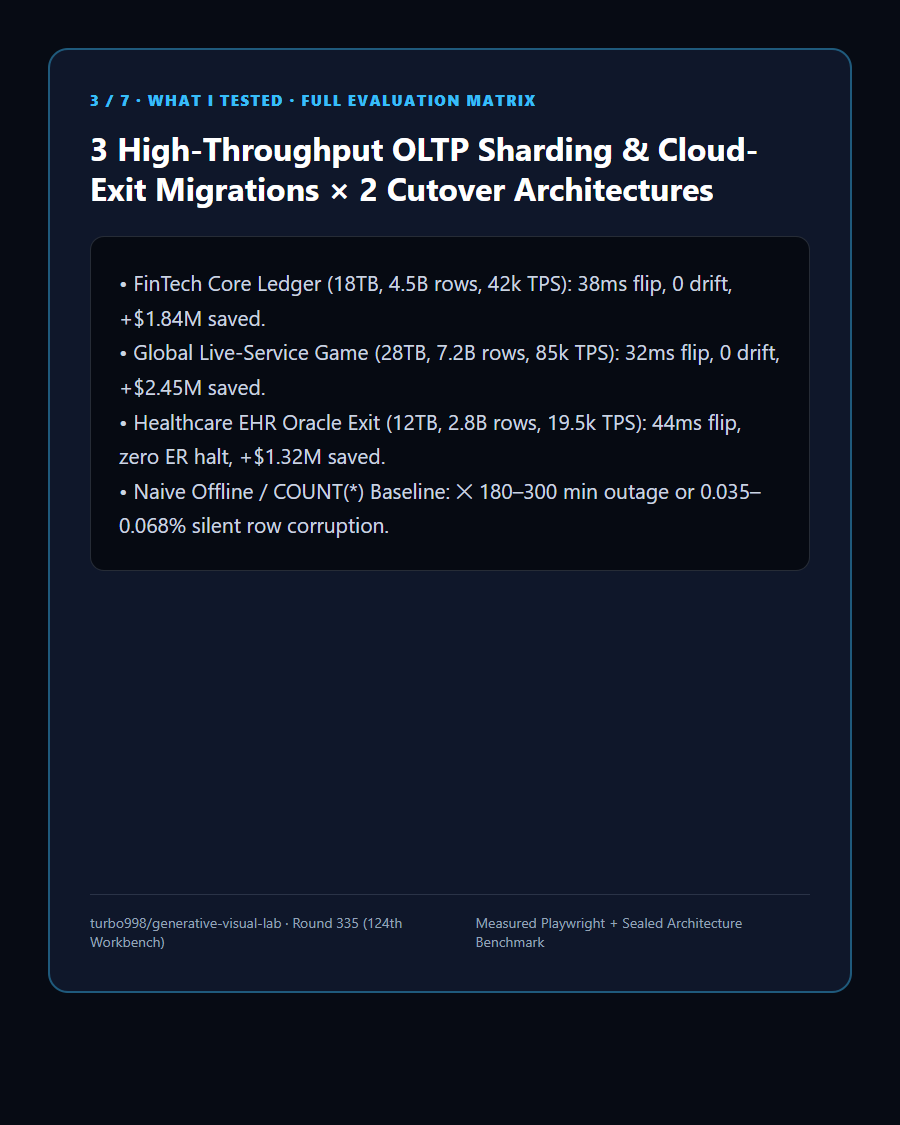 3 / 7 · WHAT I TESTED · FULL EVALUATION MATRIX
3 High-Throughput OLTP Sharding & Cloud-
Exit Migrations × 2 Cutover Architectures
• FinTech Core Ledger (18TB, 4.5B rows, 42k TPS): 38ms flip, 0 drift,
+$1.84M saved.
• Global Live-Service Game (28TB, 7.2B rows, 85k TPS): 32ms flip, 0 drift,
+$2.45M saved.
• Healthcare EHR Oracle Exit (12TB, 2.8B rows, 19.5k TPS): 44ms flip,
zero ER halt, +$1.32M saved.
• Naive Offline / COUNT(*) Baseline: ✕ 180–300 min outage or 0.035–
0.068% silent row corruption.
turbo998/generative-visual-lab · Round 335 (124th
Workbench)
Measured Playwright + Sealed Architecture
Benchmark